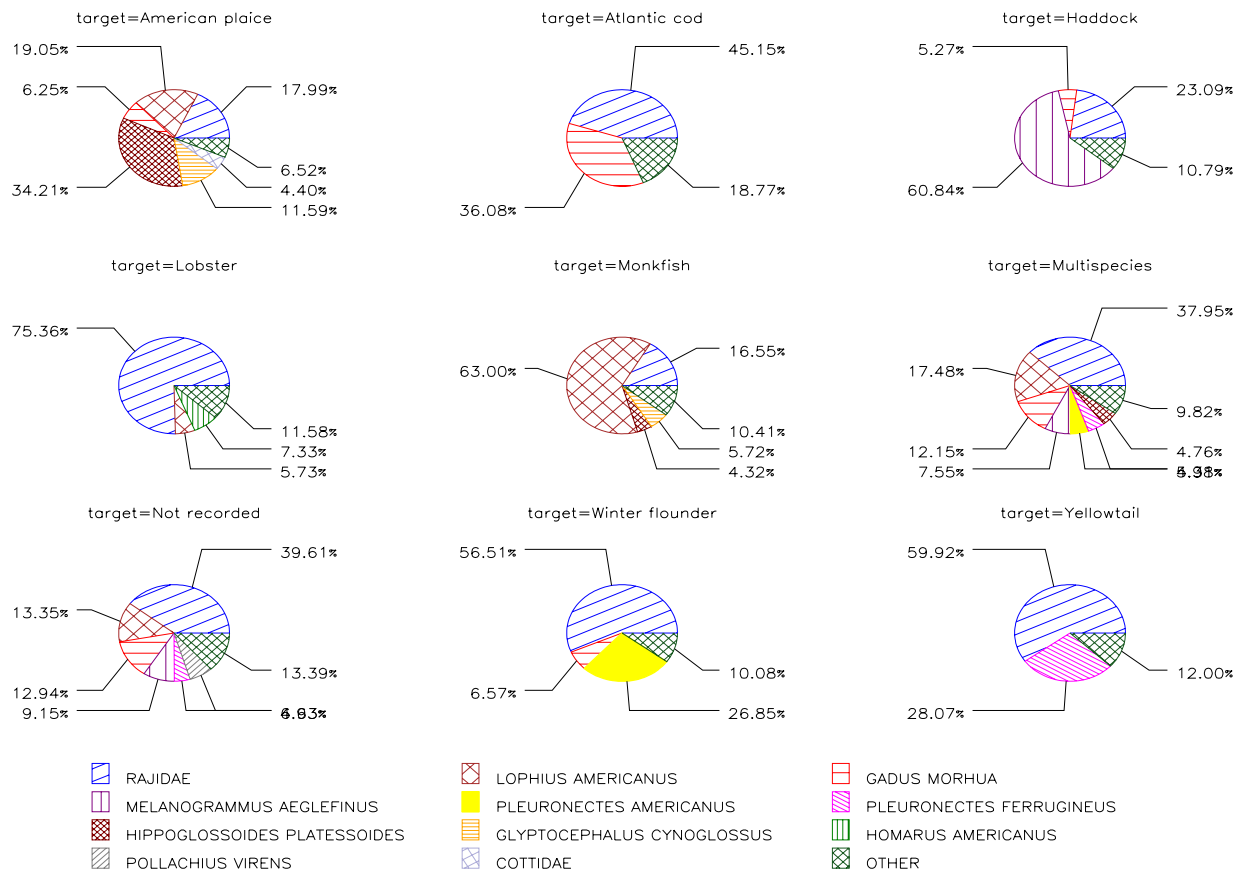 target=American plaice
target=Atlantic cod
target=Haddock
19.05%
45.15%
5.27%
6.25%
17.99%
23.09%
6.52%
10.79%
34.21%
4.40%
18.77%
60.84%
11.59%
36.08%
target=Lobster
target=Monkfish
target=Multispecies
37.95%
75.36%
16.55%
63.00%
17.48%
9.82%
11.58%
10.41%
7.33%
5.72%
12.15%
4.76%
5.73%
4.32%
7.55%
target=Not recorded
target=Winter flounder
target=Yellowtail
39.61%
56.51%
59.92%
13.35%
13.39%
10.08%
12.00%
12.94%
6.57%
9.15%
26.85%
28.07%
RAJIDAE
LOPHIUS AMERICANUS
GADUS MORHUA
MELANOGRAMMUS AEGLEFINUS
PLEURONECTES AMERICANUS
PLEURONECTES FERRUGINEUS
HIPPOGLOSSOIDES PLATESSOIDES
GLYPTOCEPHALUS CYNOGLOSSUS
HOMARUS AMERICANUS
POLLACHIUS VIRENS
COTTIDAE
OTHER